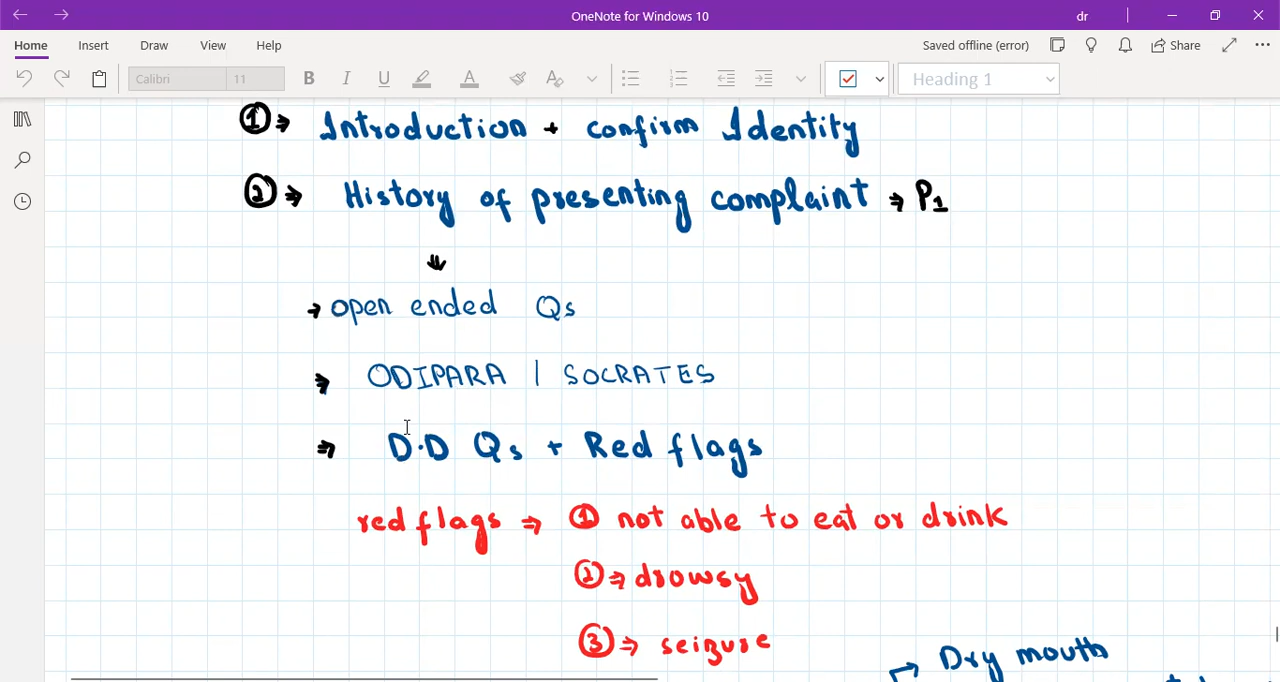 OneNote for Windows 10
dr
Home Insert Draw View Help
Saved offline (error)
Share
Calibri 11 B I U A
Heading 1
① ⇒ Introduction + confirm Identity
② ⇒ History of presenting complaint ⇒ P1
→ open ended Qs
⇒ ODIPARA | SOCRATES
⇒ D.D Qs + Red flags
red flags ⇒ ① not able to eat or drink
② ⇒ drowsy
③ ⇒ seizure
Dry mouth